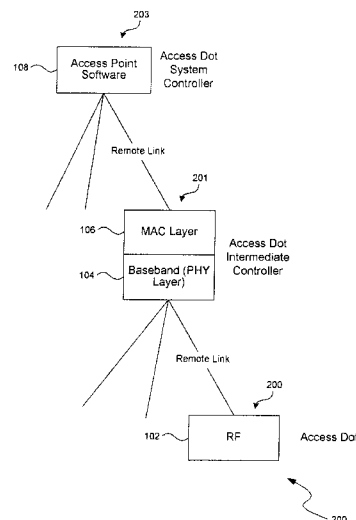 203
108
Access Point
Software
Access Dot
System
Controller
Remote Link
201
106
MAC Layer
104
Baseband (PHY
Layer)
Access Dot
Intermediate
Controller
Remote Link
200
102
RF
Access Dot
200